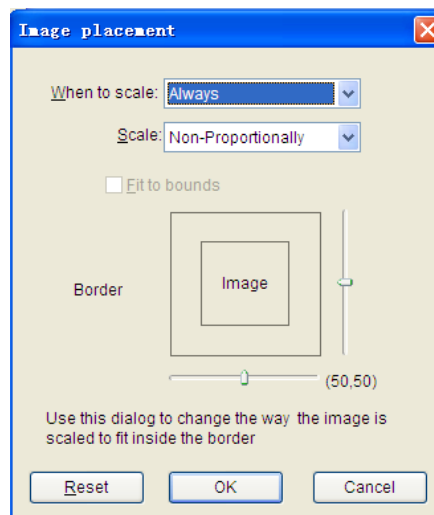 Image placement
When to scale: Always
Scale: Non-Proportionally
Fit to bounds
Border
Image
(50,50)
Use this dialog to change the way the image is
scaled to fit inside the border
Reset OK Cancel